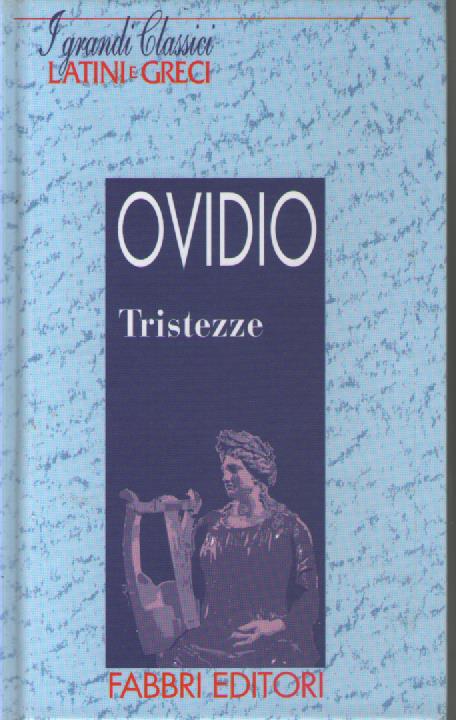 I grandi Classici
LATINI E GRECI
OVIDIO
Tristezze
FABBRI EDITORI